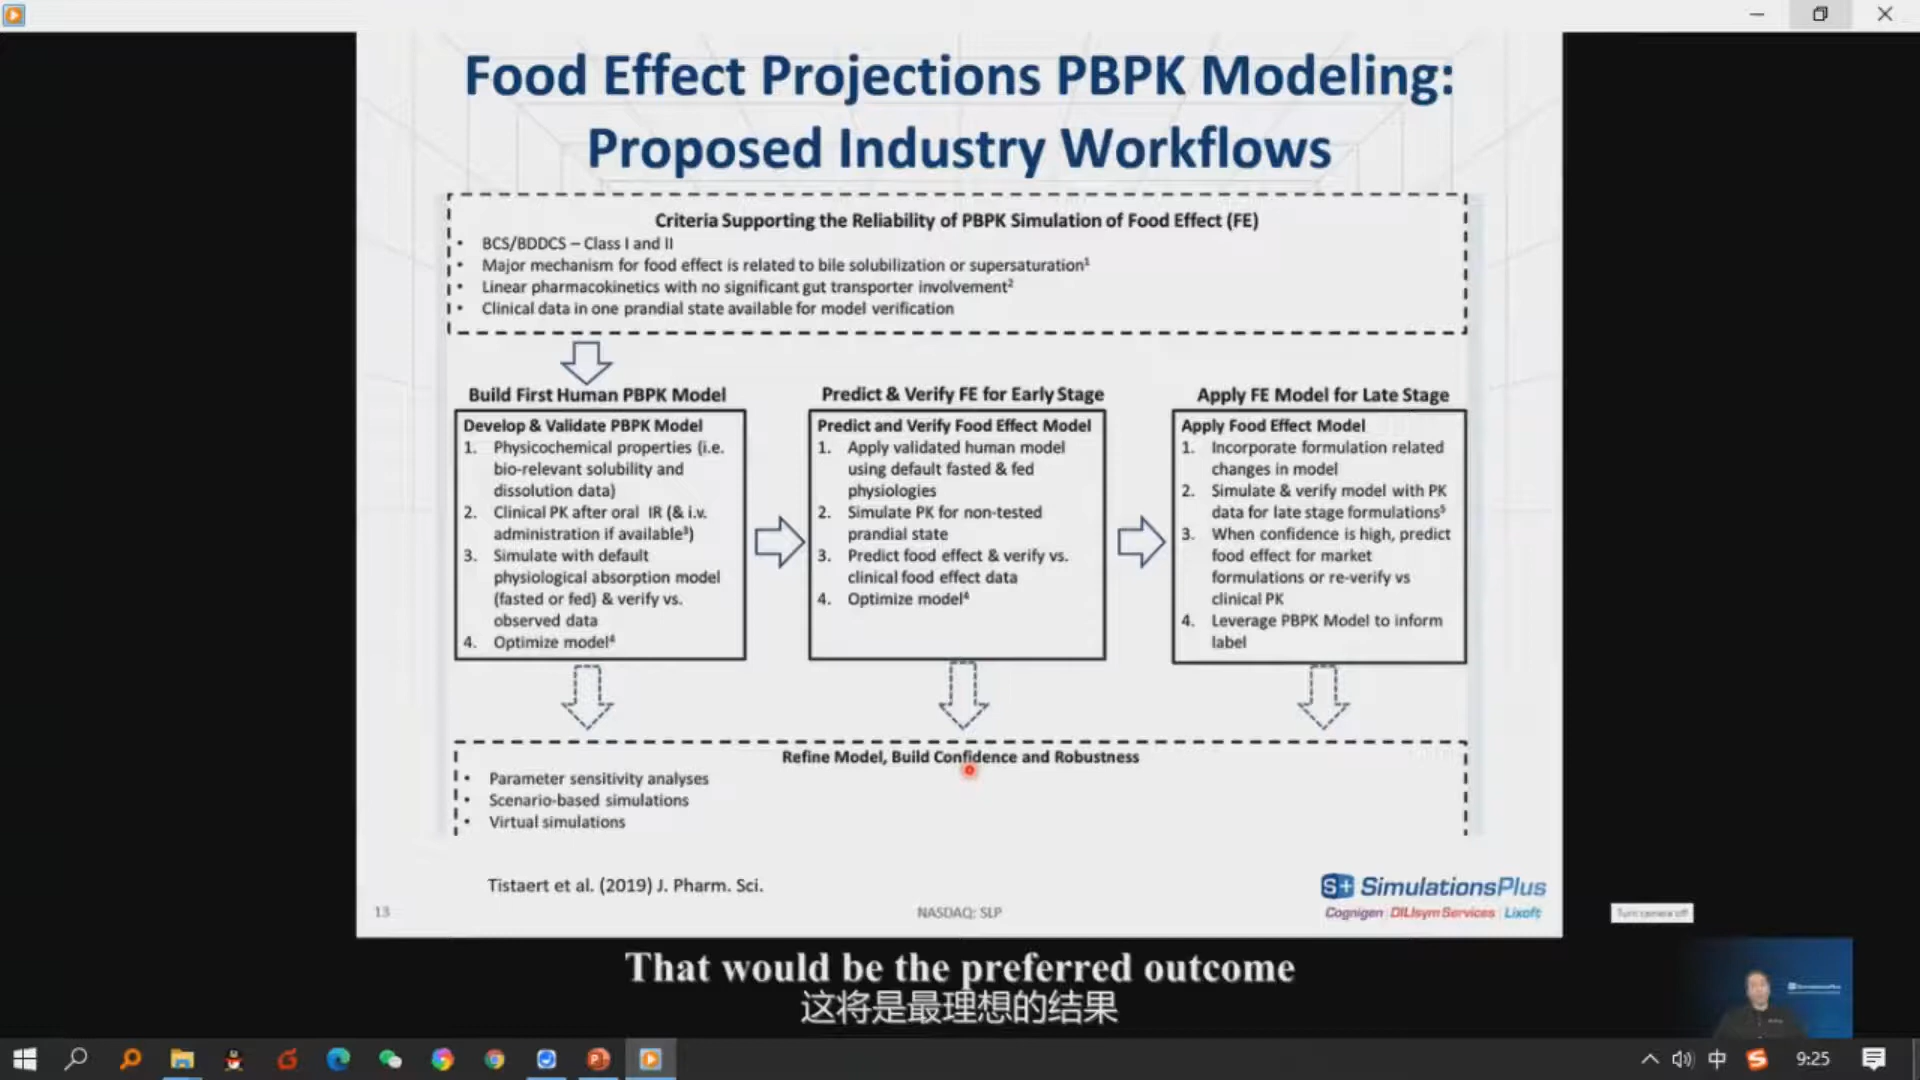 Food Effect Projections PBPK Modeling:
Proposed Industry Workflows
Criteria Supporting the Reliability of PBPK Simulation of Food Effect (FE)
• BCS/BDDCS – Class I and II
• Major mechanism for food effect is related to bile solubilization or supersaturation¹
• Linear pharmacokinetics with no significant gut transporter involvement²
• Clinical data in one prandial state available for model verification
Build First Human PBPK Model
Develop & Validate PBPK Model
1. Physicochemical properties (i.e.
bio-relevant solubility and
dissolution data)
2. Clinical PK after oral IR (& i.v.
administration if available³)
3. Simulate with default
physiological absorption model
(fasted or fed) & verify vs.
observed data
4. Optimize model⁴
Predict & Verify FE for Early Stage
Predict and Verify Food Effect Model
1. Apply validated human model
using default fasted & fed
physiologies
2. Simulate PK for non-tested
prandial state
3. Predict food effect & verify vs.
clinical food effect data
4. Optimize model⁴
Apply FE Model for Late Stage
Apply Food Effect Model
1. Incorporate formulation related
changes in model
2. Simulate & verify model with PK
data for late stage formulations⁵
3. When confidence is high, predict
food effect for market
formulations or re-verify vs
clinical PK
4. Leverage PBPK Model to inform
label
Refine Model, Build Confidence and Robustness
• Parameter sensitivity analyses
• Scenario-based simulations
• Virtual simulations
Tistaert et al. (2019) J. Pharm. Sci.
S+ SimulationsPlus
Cognigen | DILIsym Services | Lixoft
13
NASDAQ: SLP
Turn camera off
That would be the preferred outcome
这将是最理想的结果
SimulationsPlus
中
9:25